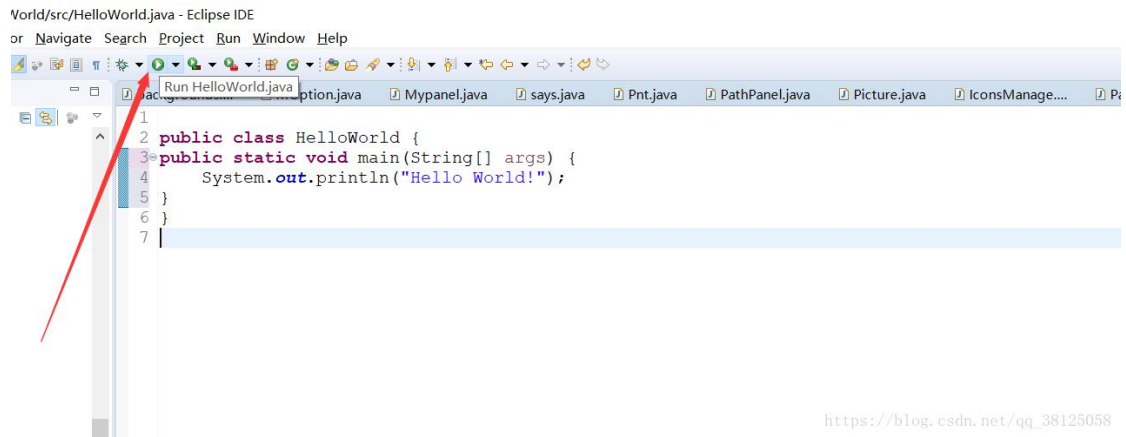 World/src/HelloWorld.java - Eclipse IDE
or Navigate Search Project Run Window Help
Run HelloWorld.java
ption.java Mypanel.java says.java Pnt.java PathPanel.java Picture.java IconsManage.... Pa
1
2 public class HelloWorld {
3 public static void main(String[] args) {
4 System.out.println("Hello World!");
5 }
6 }
7
https://blog.csdn.net/qq_38125058